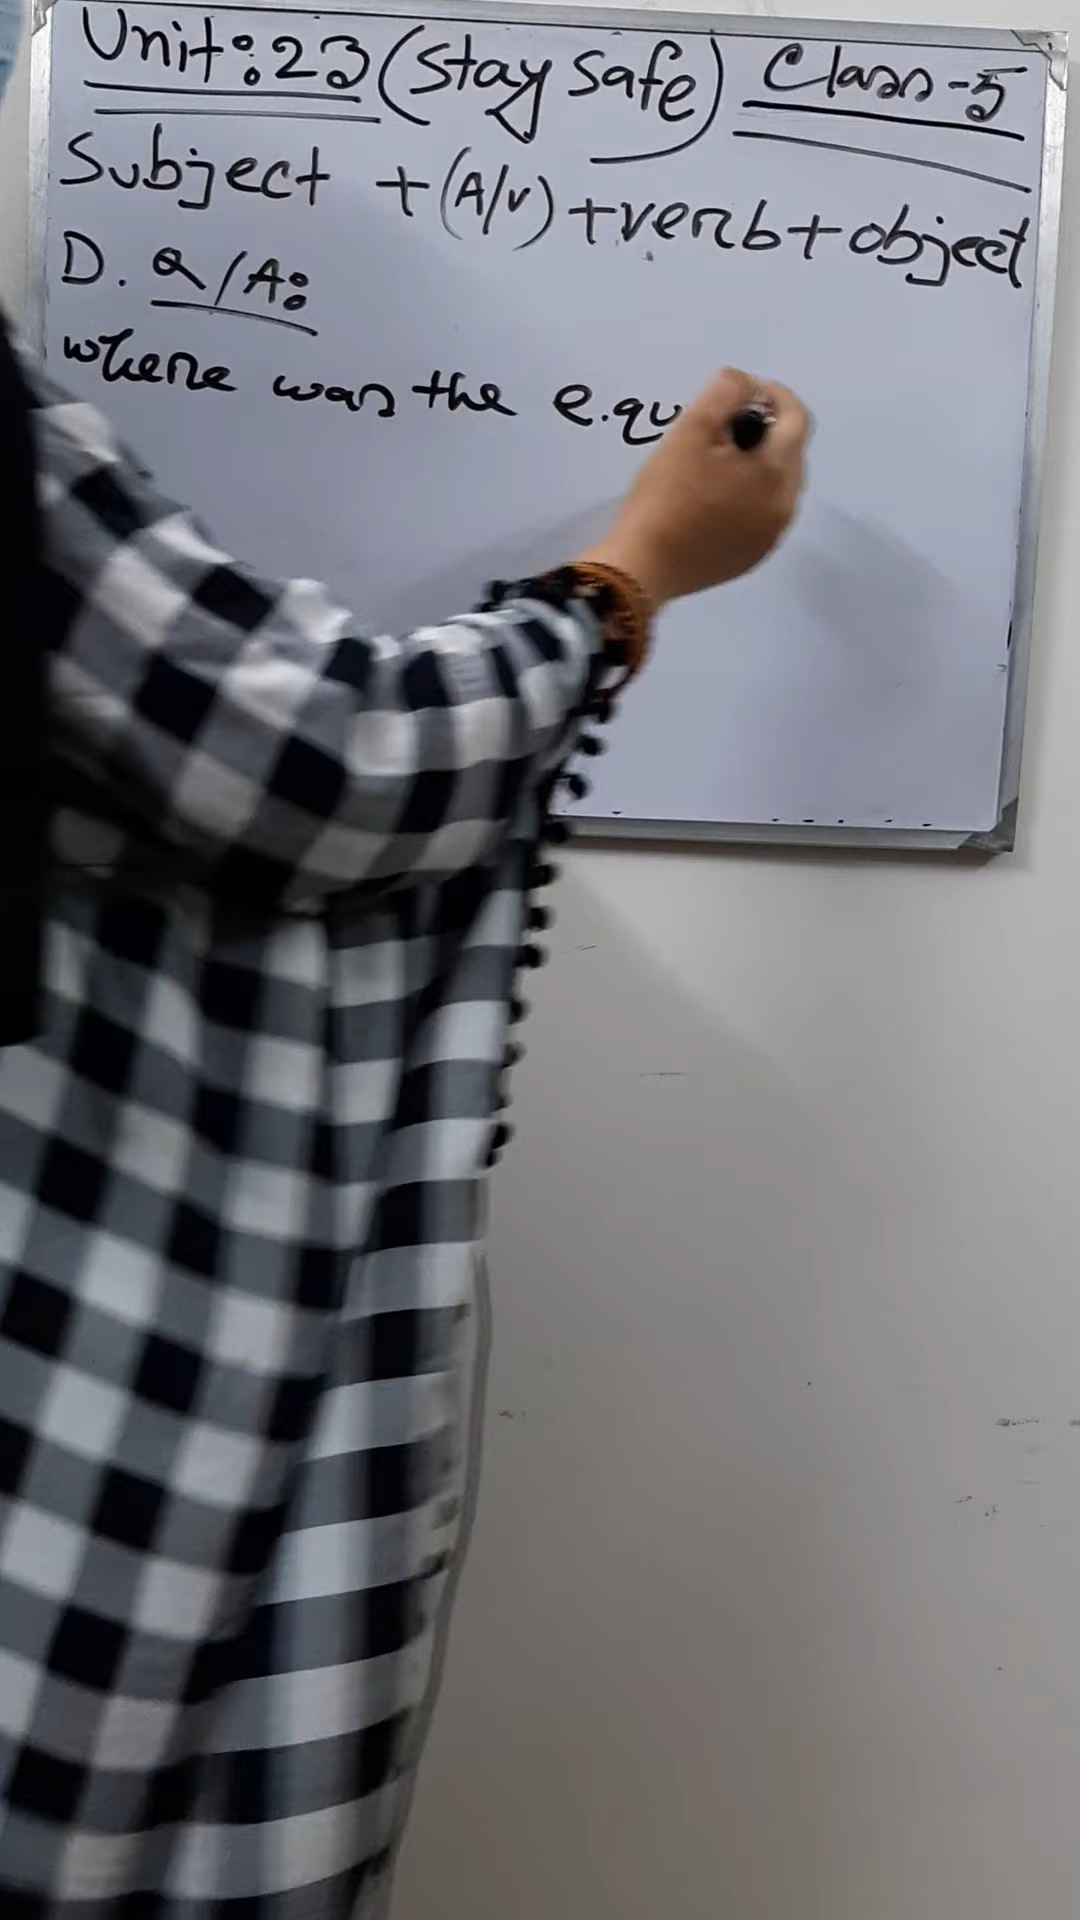 Unit:23 (Stay Safe) Class-5
Subject + (A/V) + verb + object
D. Q/A:
where was the e.qu